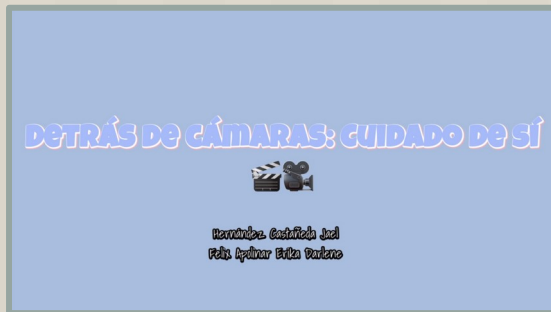 Detrás de cámaras: cuidado de sí
Hernández Castañeda Jael
Felix Apolinar Erika Darlene